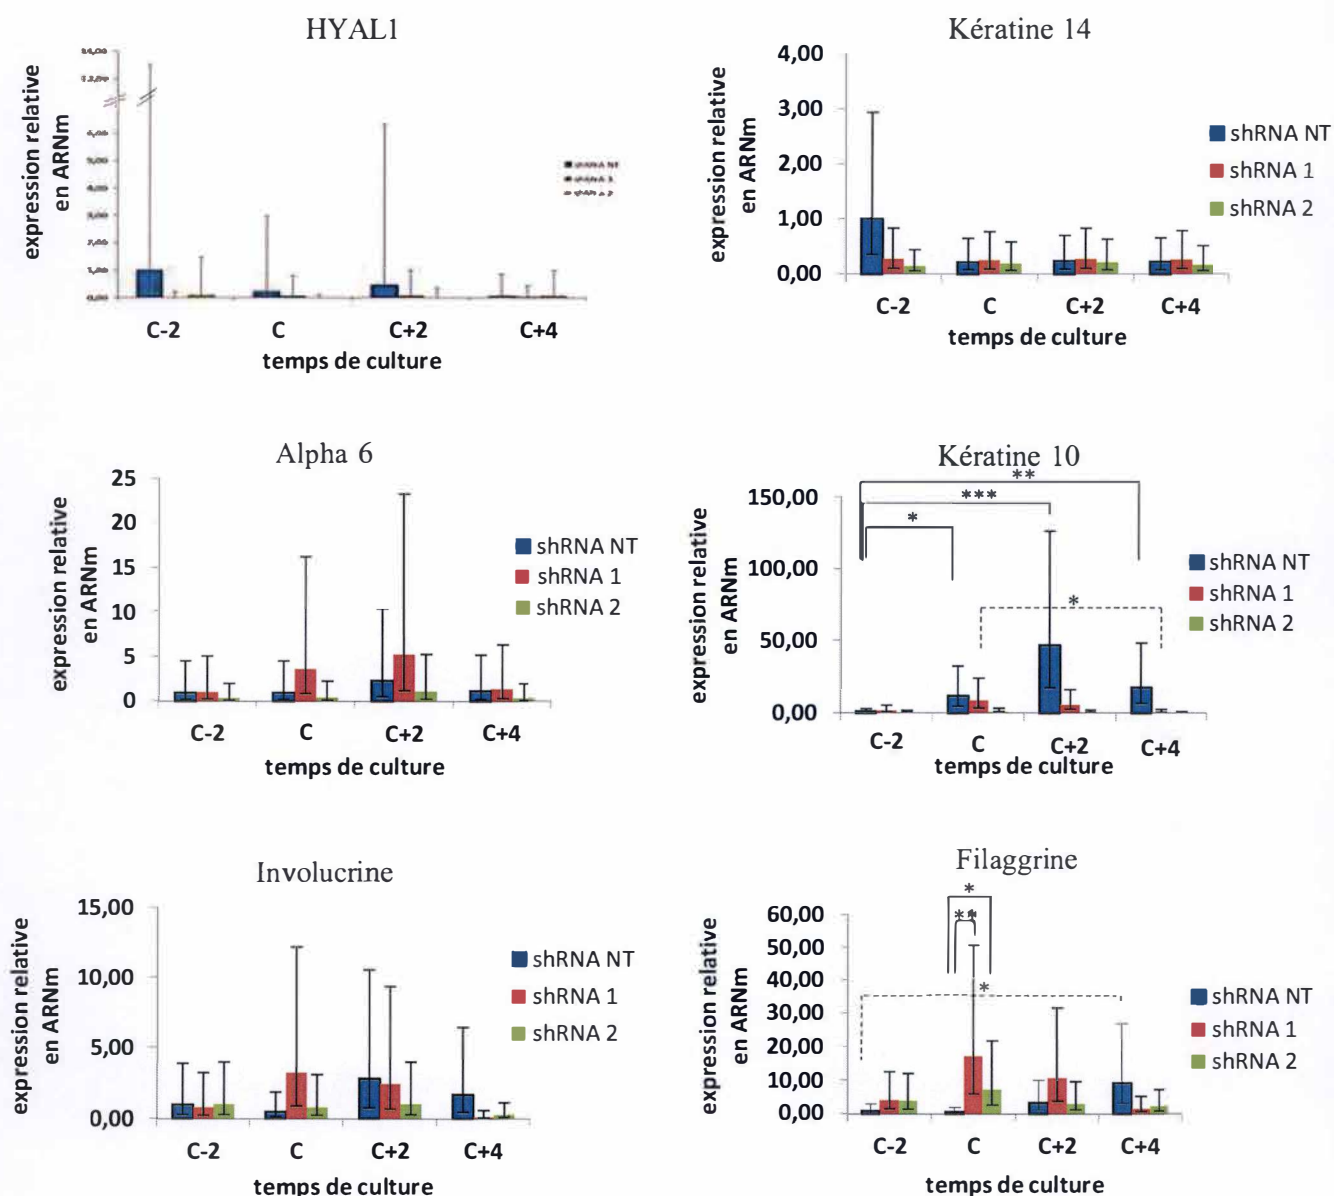 HYAL1
expression relative
en ARNm
1,00
0,00
C-2 C C+2 C+4
temps de culture
shRNA NT
Kératine 14
expression relative
en ARNm
4,00
3,00
2,00
1,00
0,00
C-2 C C+2 C+4
temps de culture
shRNA NT
shRNA 1
shRNA 2
Alpha 6
expression relative
en ARNm
25
20
15
10
5
0
C-2 C C+2 C+4
temps de culture
shRNA NT
shRNA 1
shRNA 2
Kératine 10
**
***
*
*
expression relative
en ARNm
150,00
100,00
50,00
0,00
C-2 C C+2 C+4
temps de culture
shRNA NT
shRNA 1
shRNA 2
Involucrine
expression relative
en ARNm
15,00
10,00
5,00
0,00
C-2 C C+2 C+4
temps de culture
shRNA NT
shRNA 1
shRNA 2
Filaggrine
*
**
*
expression relative
en ARNm
60,00
50,00
40,00
30,00
20,00
10,00
0,00
C-2 C C+2 C+4
temps de culture
shRNA NT
shRNA 1
shRNA 2